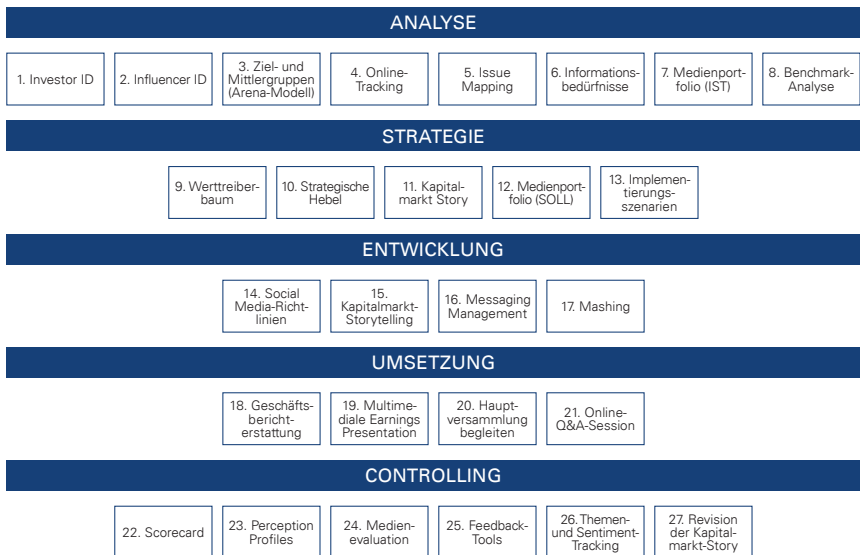 ANALYSE
1. Investor ID
2. Influencer ID
3. Ziel- und
Mittlergruppen
(Arena-Modell)
4. Online-
Tracking
5. Issue
Mapping
6. Informations-
bedürfnisse
7. Medienport-
folio (IST)
8. Benchmark-
Analyse
STRATEGIE
9. Werttreiber-
baum
10. Strategische
Hebel
11. Kapital-
markt Story
12. Medienport-
folio (SOLL)
13. Implemen-
tierungs-
szenarien
ENTWICKLUNG
14. Social
Media-Richt-
linien
15.
Kapitalmarkt-
Storytelling
16. Messaging
Management
17. Mashing
UMSETZUNG
18. Geschäfts-
bericht-
erstattung
19. Multime-
diale Earnings
Presentation
20. Haupt-
versammlung
begleiten
21. Online-
Q&A-Session
CONTROLLING
22. Scorecard
23. Perception
Profiles
24. Medien-
evaluation
25. Feedback-
Tools
26. Themen-
und Sentiment-
Tracking
27. Revision
der Kapital-
markt-Story